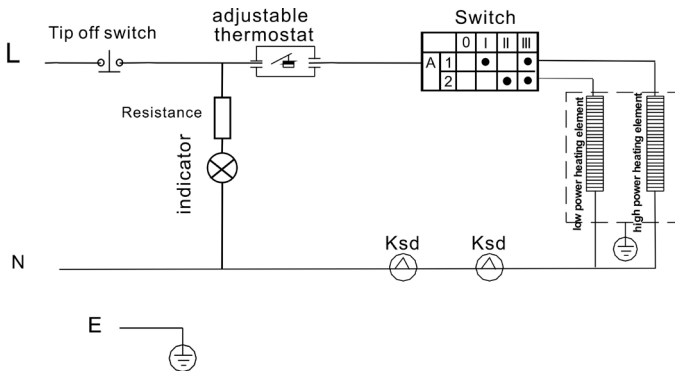 Tip off switch
adjustable
thermostat
Switch
L
0 I II III
A 1
2
Resistance
indicator
low power heating element
high power heating element
Ksd
Ksd
N
E